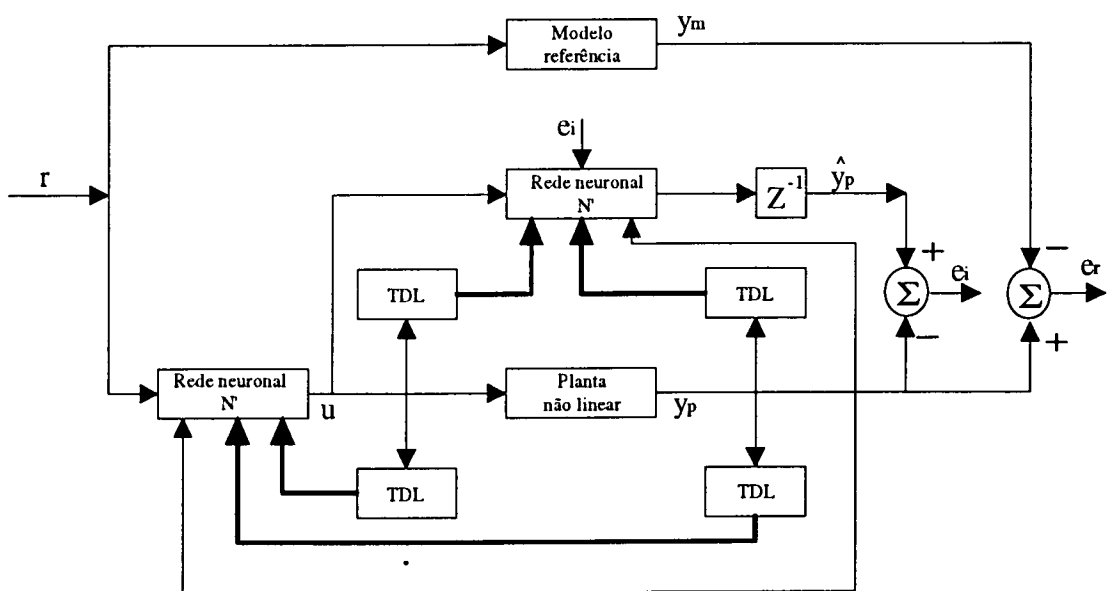 Modelo
referência
ym
ei
r
Rede neuronal
N'
Z⁻¹
ŷp
+
−
ei
er
Σ
Σ
TDL
TDL
−
+
Rede neuronal
N'
u
Planta
não linear
yp
TDL
TDL